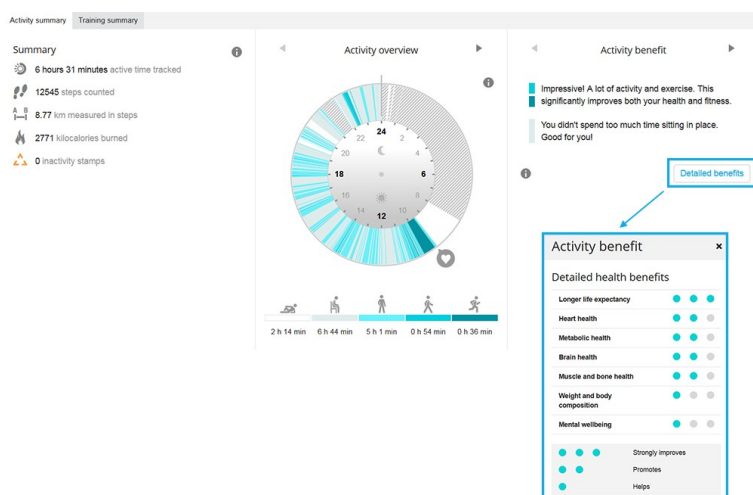 Activity summary
Training summary
Summary
6 hours 31 minutes active time tracked
12545 steps counted
A B
8.77 km measured in steps
2771 kilocalories burned
0 inactivity stamps
Activity overview
24
22 2
20 4
18 6
16 8
14 10
12
2 h 14 min
6 h 44 min
5 h 1 min
0 h 54 min
0 h 36 min
Activity benefit
Impressive! A lot of activity and exercise. This
significantly improves both your health and fitness.
You didn't spend too much time sitting in place.
Good for you!
Detailed benefits
Activity benefit ×
Detailed health benefits
Longer life expectancy
Heart health
Metabolic health
Brain health
Muscle and bone health
Weight and body
composition
Mental wellbeing
Strongly improves
Promotes
Helps